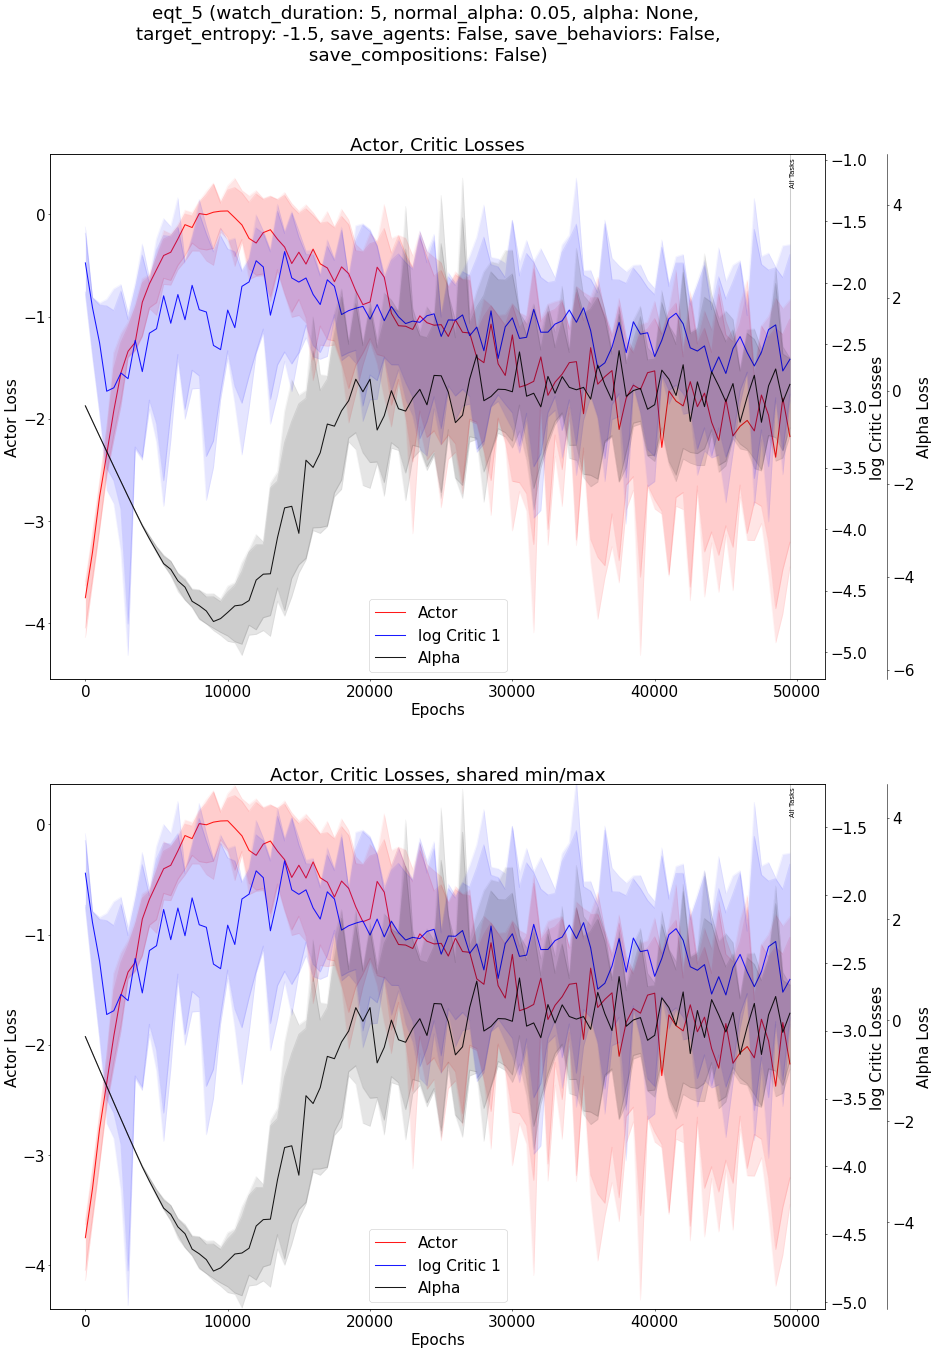 eqt_5 (watch_duration: 5, normal_alpha: 0.05, alpha: None,
target_entropy: -1.5, save_agents: False, save_behaviors: False,
save_compositions: False)
Actor, Critic Losses
All Tasks
0
−1
−2
−3
−4
Actor Loss
−1.0
−1.5
−2.0
−2.5
−3.0
−3.5
−4.0
−4.5
−5.0
log Critic Losses
4
2
0
−2
−4
−6
Alpha Loss
Actor
log Critic 1
Alpha
0 10000 20000 30000 40000 50000
Epochs
Actor, Critic Losses, shared min/max
All Tasks
0
−1
−2
−3
−4
Actor Loss
−1.5
−2.0
−2.5
−3.0
−3.5
−4.0
−4.5
−5.0
log Critic Losses
4
2
0
−2
−4
Alpha Loss
Actor
log Critic 1
Alpha
0 10000 20000 30000 40000 50000
Epochs